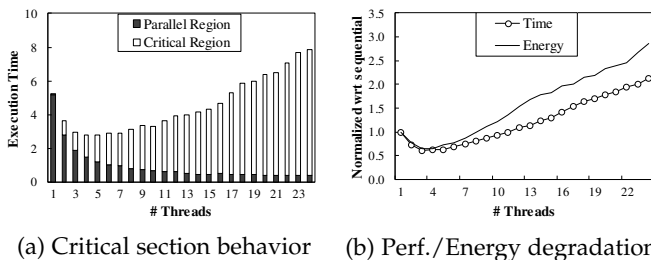 Parallel Region
Critical Region
Execution Time
10
8
6
4
2
0
1 3 5 7 9 11 13 15 17 19 21 23
# Threads
(a) Critical section behavior
Time
Energy
Normalized wrt sequential
3.5
3.0
2.5
2.0
1.5
1.0
0.5
0.0
1 4 7 10 13 16 19 22
# Threads
(b) Perf./Energy degradation